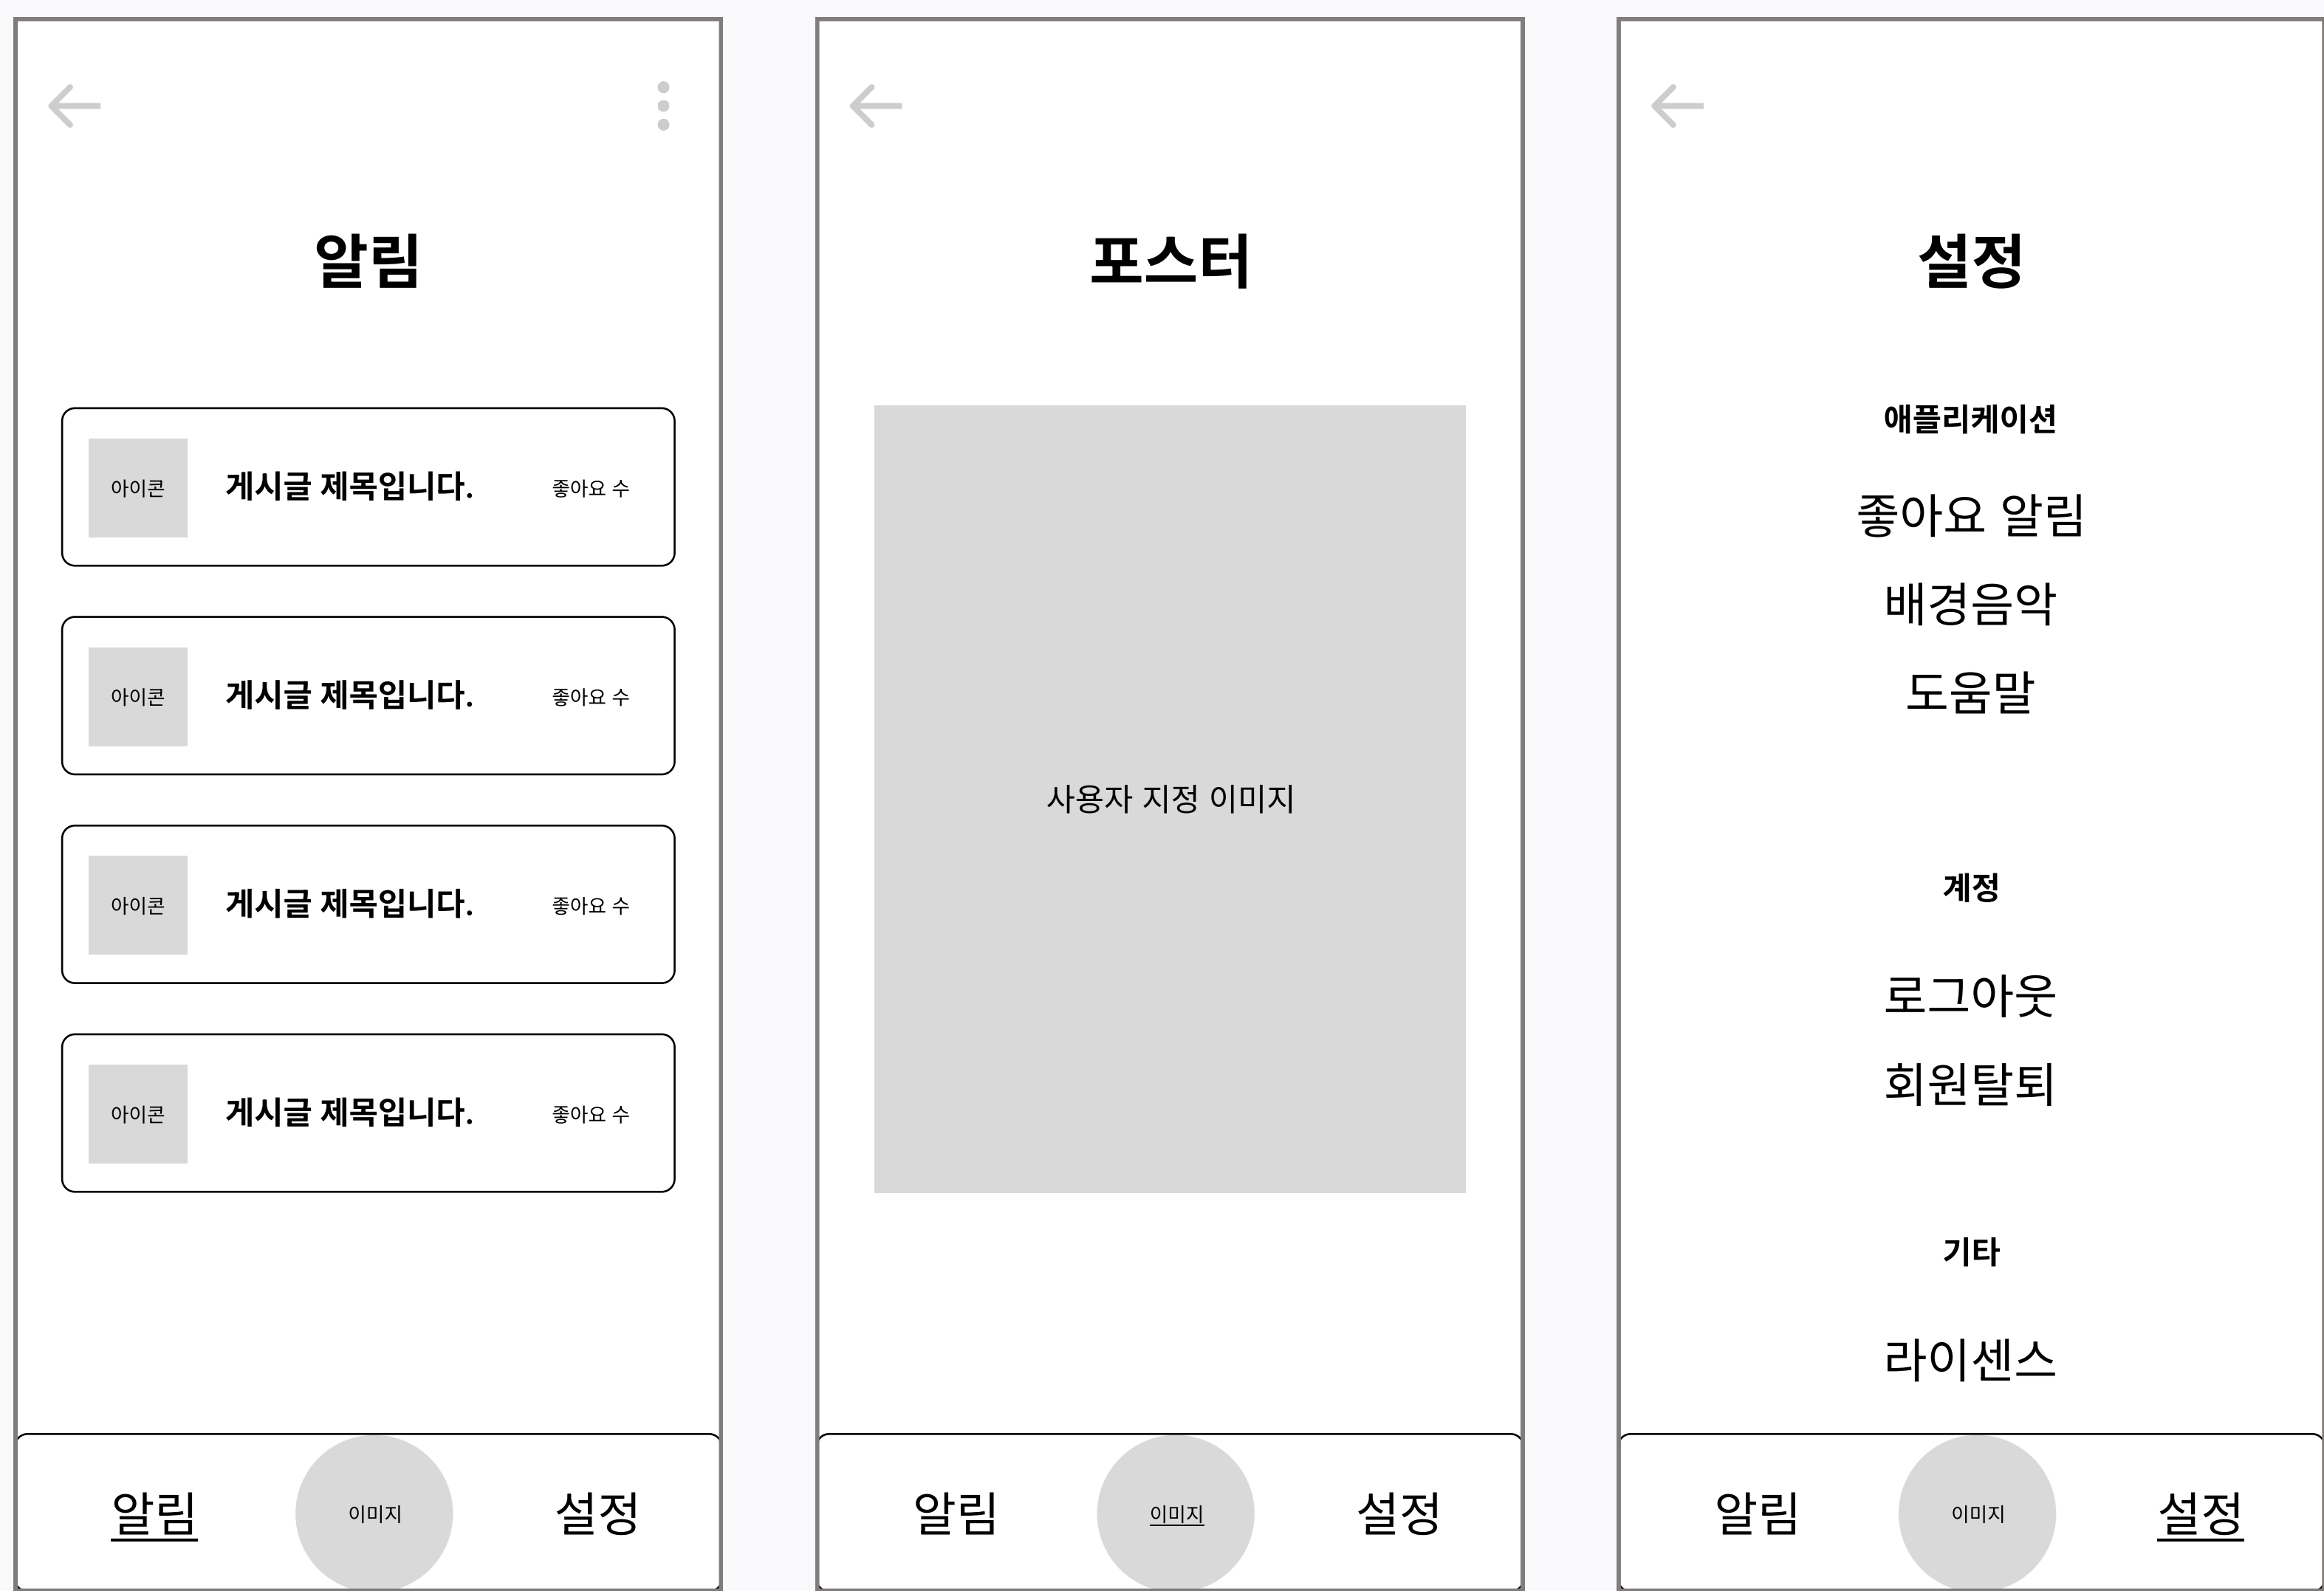 알림
아이콘 게시글 제목입니다. 좋아요 수
아이콘 게시글 제목입니다. 좋아요 수
아이콘 게시글 제목입니다. 좋아요 수
아이콘 게시글 제목입니다. 좋아요 수
알림 이미지 설정
포스터
사용자 지정 이미지
알림 이미지 설정
설정
애플리케이션
좋아요 알림
배경음악
도움말
계정
로그아웃
회원탈퇴
기타
라이센스
알림 이미지 설정